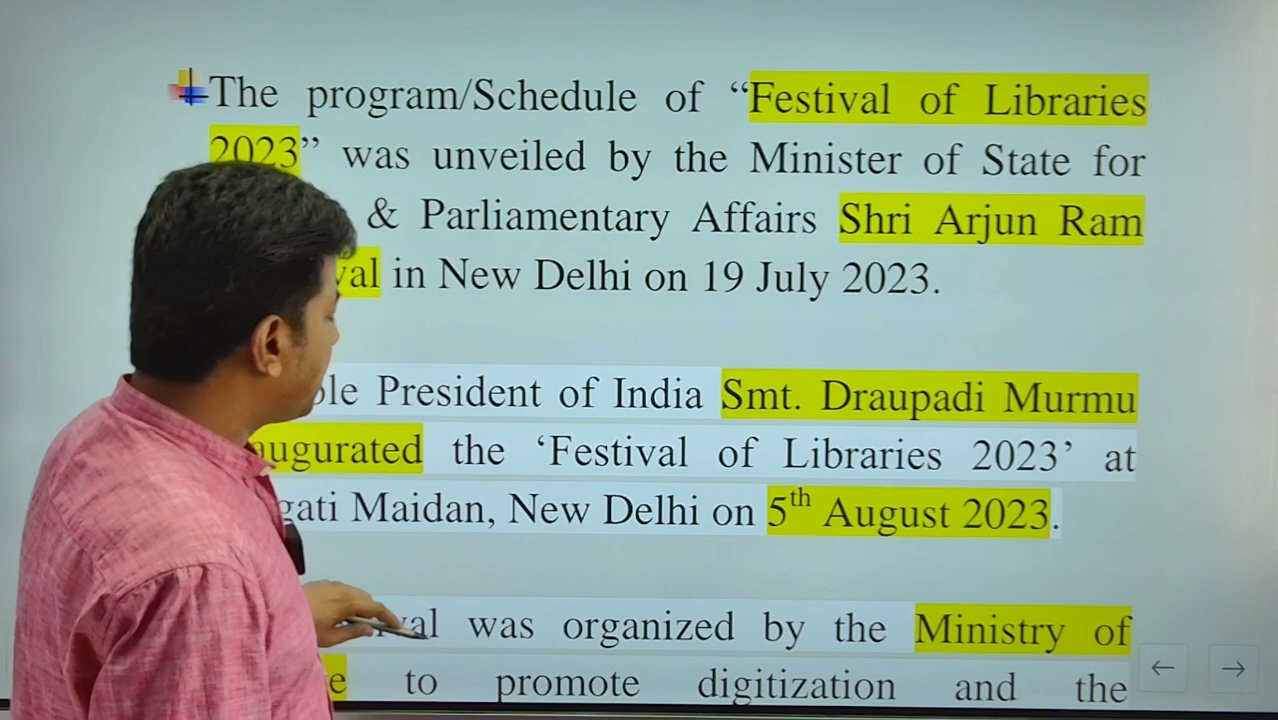 The program/Schedule of “Festival of Libraries
2023” was unveiled by the Minister of State for
& Parliamentary Affairs Shri Arjun Ram
in New Delhi on 19 July 2023.
President of India Smt. Draupadi Murmu
the ‘Festival of Libraries 2023’ at
Maidan, New Delhi on 5th August 2023.
was organized by the Ministry of
to promote digitization and the